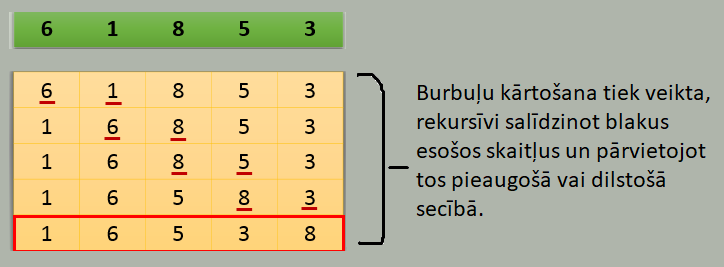 6 1 8 5 3
6 1 8 5 3
1 6 8 5 3
1 6 8 5 3
1 6 5 8 3
1 6 5 3 8
Burbuļu kārtošana tiek veikta,
rekursīvi salīdzinot blakus
esošos skaitļus un pārvietojot
tos pieaugošā vai dilstošā
secībā.